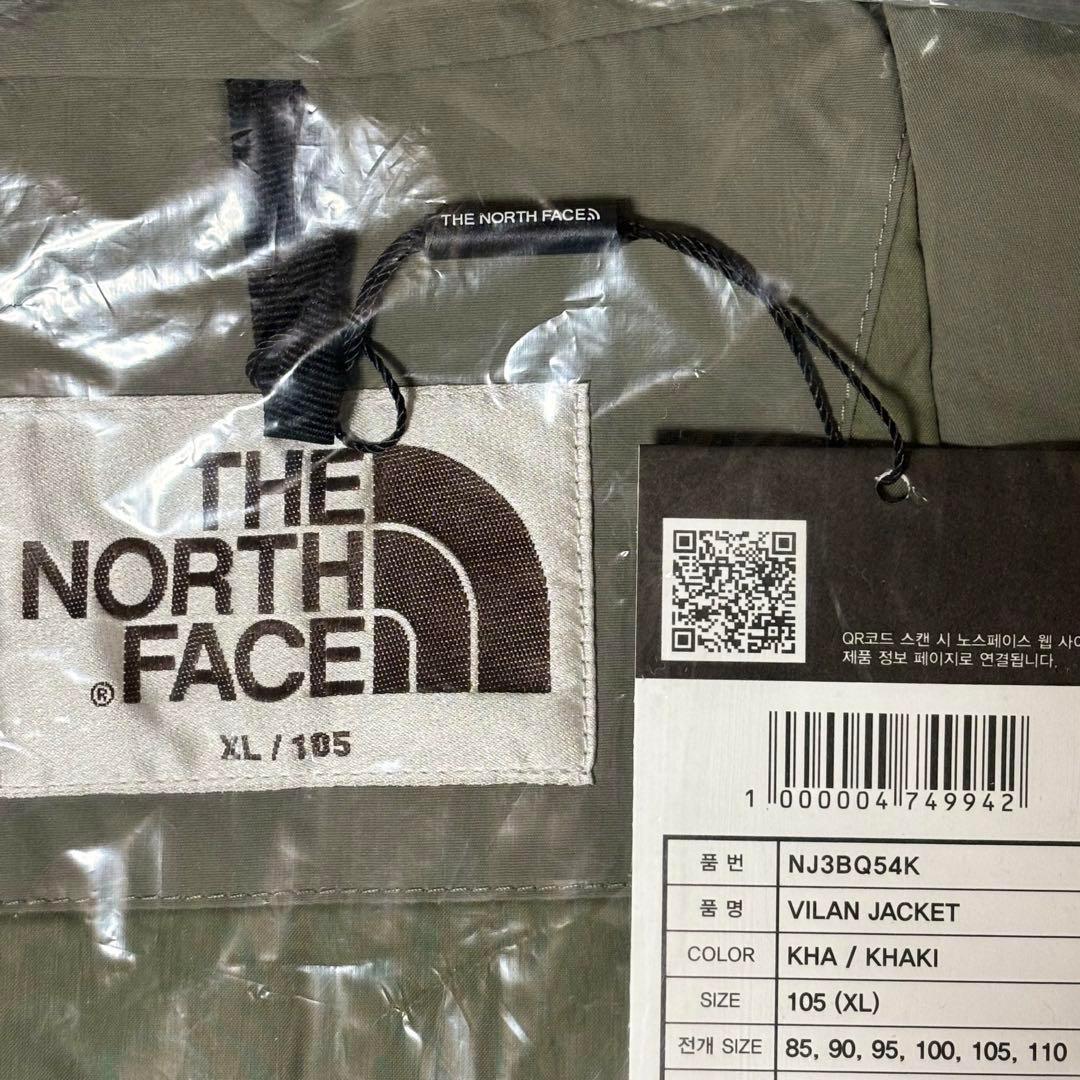 THE NORTH FACE
THE
NORTH
FACE
®
XL / 105
QR코드 스캔 시 노스페이스 웹
제품 정보 페이지로 연결됩니다.
1 000004 749942
품 번 NJ3BQ54K
품 명 VILAN JACKET
COLOR KHA / KHAKI
SIZE 105 (XL)
전개 SIZE 85, 90, 95, 100, 105, 110